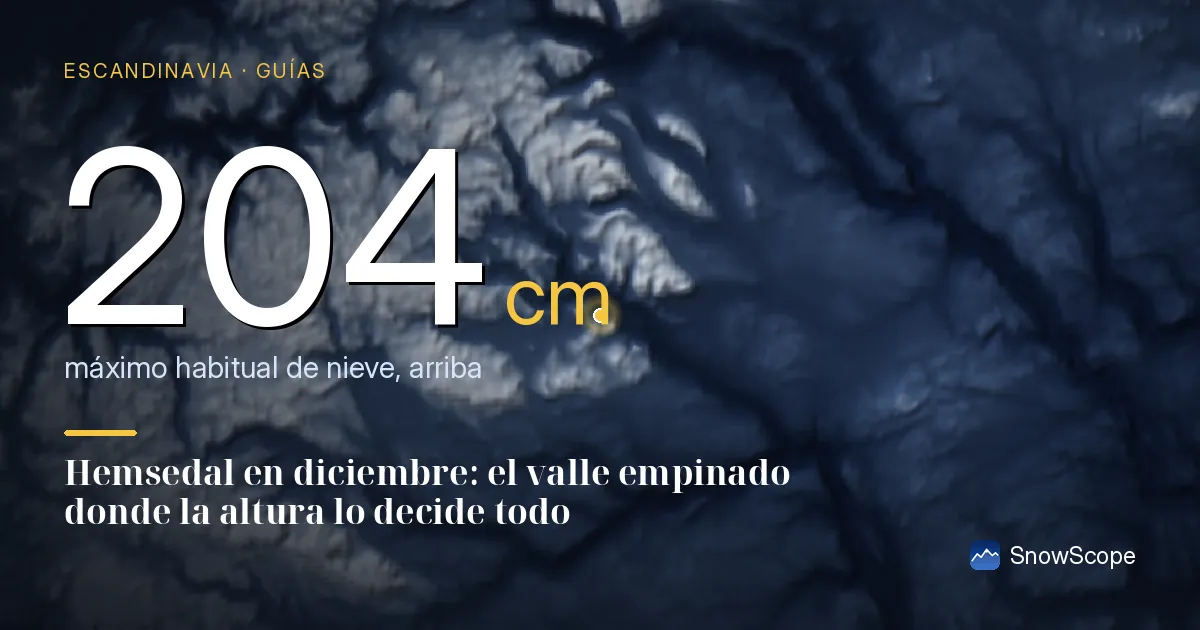 ESCANDINAVIA · GUÍAS
204 cm
máximo habitual de nieve, arriba
Hemsedal en diciembre: el valle empinado
donde la altura lo decide todo
SnowScope